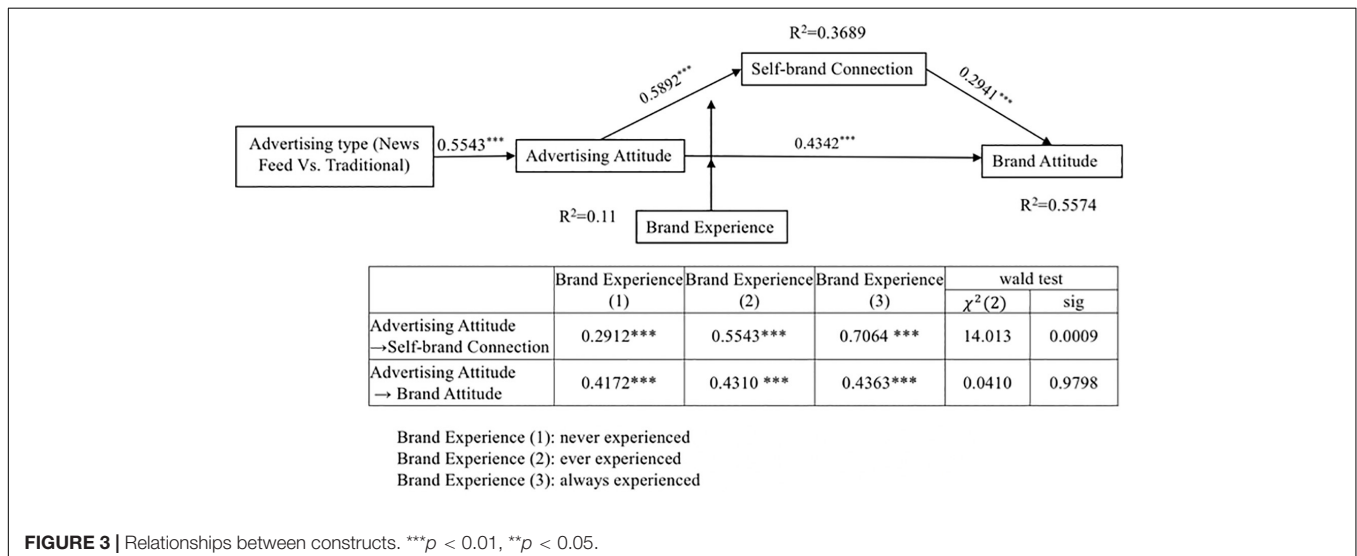 R²=0.3689
Self-brand Connection
0.5892***
0.2941***
Advertising type (News
Feed Vs. Traditional)
0.5543***
Advertising Attitude
0.4342***
Brand Attitude
R²=0.11
R²=0.5574
Brand Experience
Brand Experience (1) Brand Experience (2) Brand Experience (3) wald test
χ²(2) sig
Advertising Attitude
→Self-brand Connection 0.2912*** 0.5543*** 0.7064 *** 14.013 0.0009
Advertising Attitude
→ Brand Attitude 0.4172*** 0.4310 *** 0.4363*** 0.0410 0.9798
Brand Experience (1): never experienced
Brand Experience (2): ever experienced
Brand Experience (3): always experienced
FIGURE 3 | Relationships between constructs. ***p < 0.01, **p < 0.05.